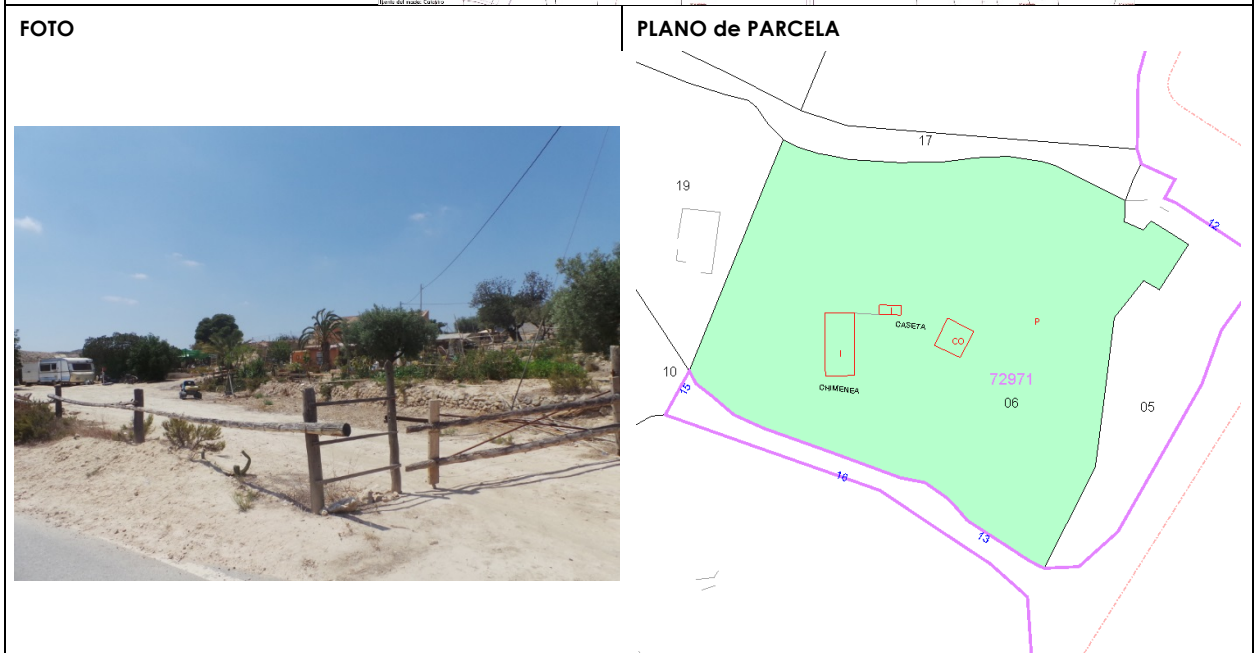 FOTO
PLANO de PARCELA
17
19
12
I
CASETA
CO
P
I
CHIMENEA
72971
06
10
15
05
16
13